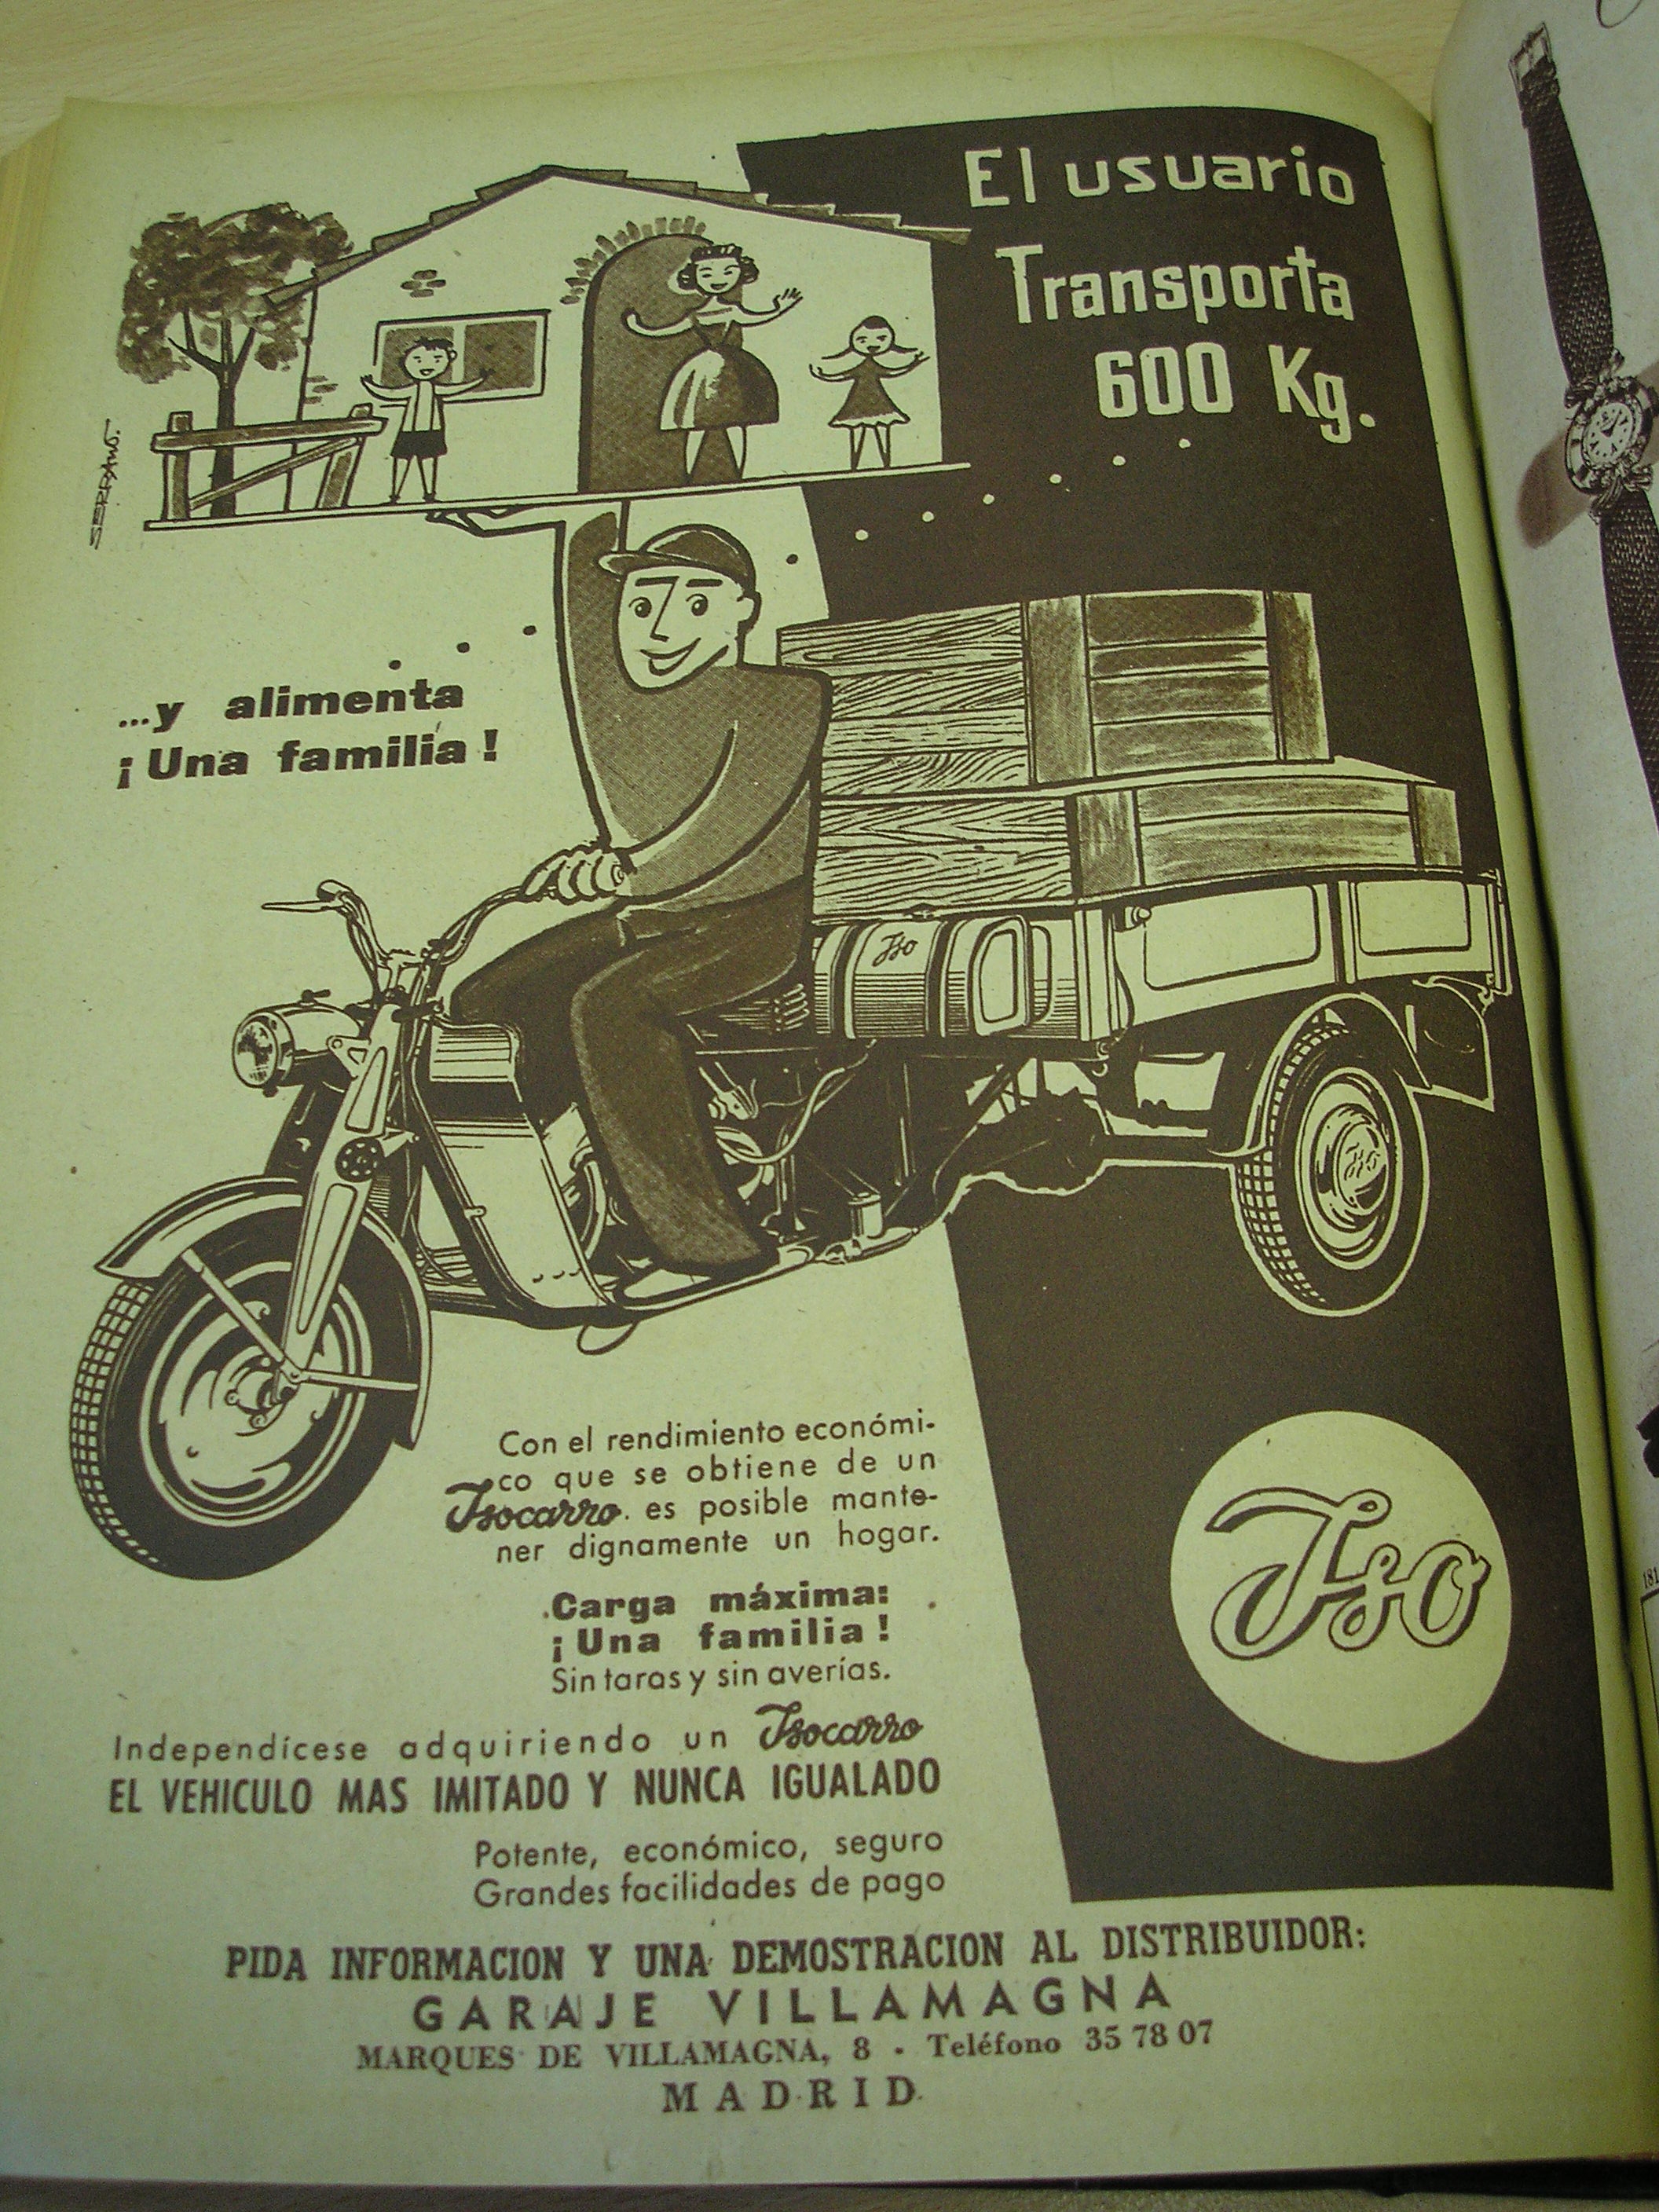 El usuario
Transporta
600 Kg.
...y alimenta
¡Una familia!
SERRANO.
Iso
Iso
Con el rendimiento económi-
co que se obtiene de un
Isocarro es posible mante-
ner dignamente un hogar.
Carga máxima:
¡Una familia!
Sin taras y sin averías.
Iso
Independícese adquiriendo un Isocarro
EL VEHICULO MAS IMITADO Y NUNCA IGUALADO
Potente, económico, seguro
Grandes facilidades de pago
PIDA INFORMACION Y UNA DEMOSTRACION AL DISTRIBUIDOR:
GARAJE VILLAMAGNA
MARQUES DE VILLAMAGNA, 8 - Teléfono 35 78 07
MADRID
181